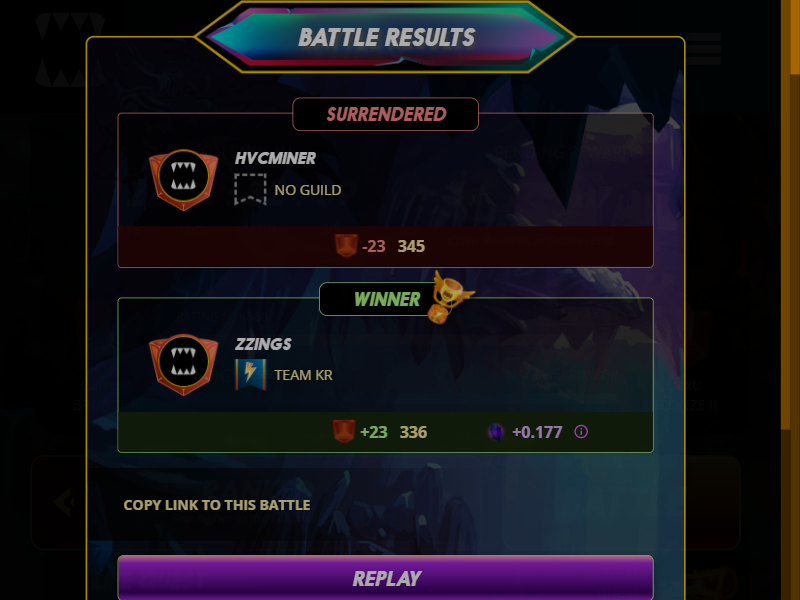 BATTLE RESULTS
SURRENDERED
HVCMINER
NO GUILD
-23 345
WINNER
ZZINGS
TEAM KR
+23 336 +0.177
COPY LINK TO THIS BATTLE
REPLAY